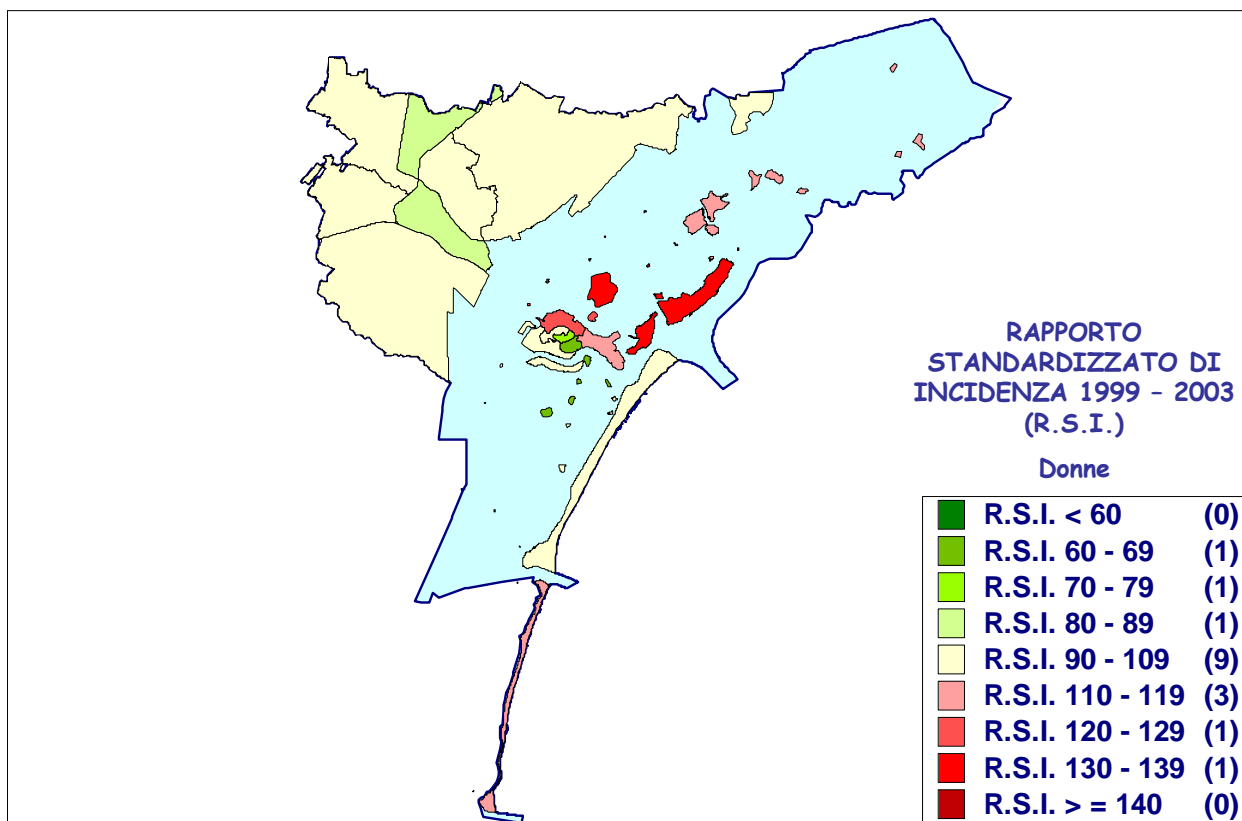 RAPPORTO
STANDARDIZZATO DI
INCIDENZA 1999 – 2003
(R.S.I.)
Donne
R.S.I. < 60 (0)
R.S.I. 60 - 69 (1)
R.S.I. 70 - 79 (1)
R.S.I. 80 - 89 (1)
R.S.I. 90 - 109 (9)
R.S.I. 110 - 119 (3)
R.S.I. 120 - 129 (1)
R.S.I. 130 - 139 (1)
R.S.I. > = 140 (0)